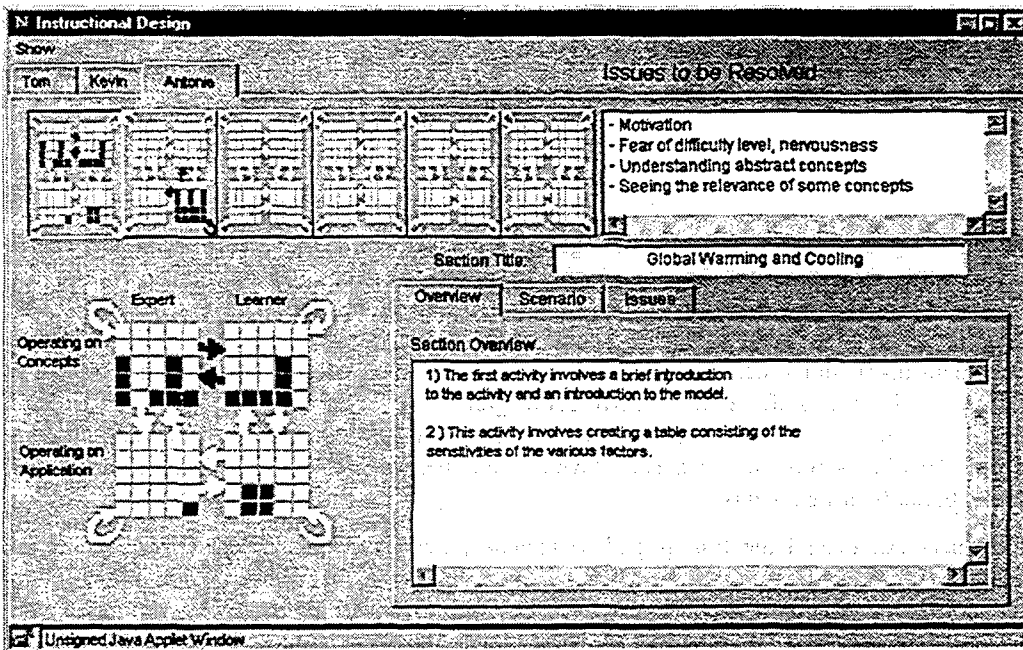 N Instructional Design
Show
Tom Kevin Antonie
Issues to be Resolved
- Motivation
- Fear of difficulty level, nervousness
- Understanding abstract concepts
- Seeing the relevance of some concepts
Section Title: Global Warming and Cooling
Expert Learner
Operating on
Concepts
Operating on
Application
Overview Scenario Issues
Section Overview
1) The first activity involves a brief introduction
to the activity and an introduction to the model.
2) This activity involves creating a table consisting of the
sensitivities of the various factors.
Unsigned Java Applet Window